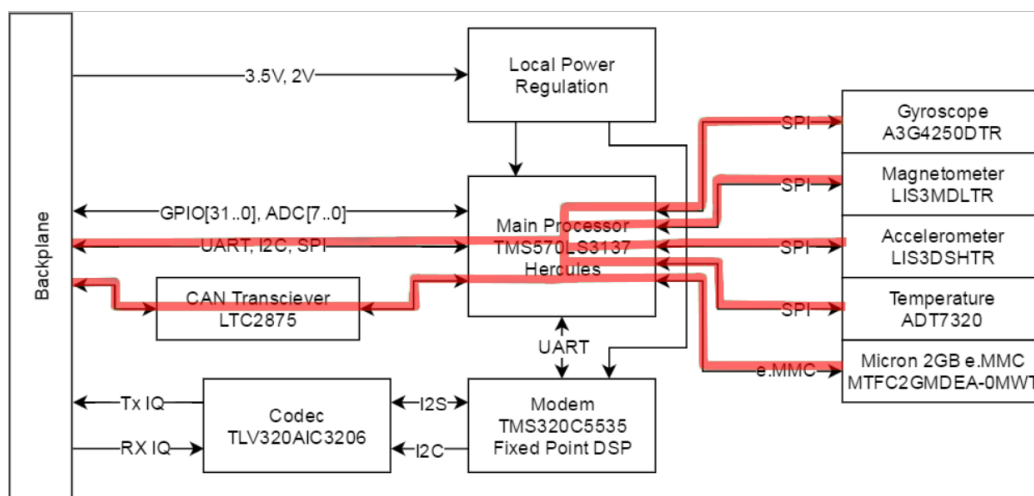 Backplane
3.5V, 2V
Local Power
Regulation
GPIO[31..0], ADC[7..0]
UART, I2C, SPI
Main Processor
TMS570LS3137
Hercules
CAN Transciever
LTC2875
UART
Tx IQ
RX IQ
Codec
TLV320AIC3206
I2S
I2C
Modem
TMS320C5535
Fixed Point DSP
SPI
Gyroscope
A3G4250DTR
SPI
Magnetometer
LIS3MDLTR
SPI
Accelerometer
LIS3DSHTR
SPI
Temperature
ADT7320
e.MMC
Micron 2GB e.MMC
MTFC2GMDEA-0MWT